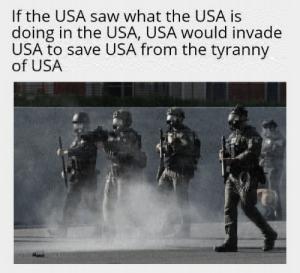 If the USA saw what the USA is
doing in the USA, USA would invade
USA to save USA from the tyranny
of USA